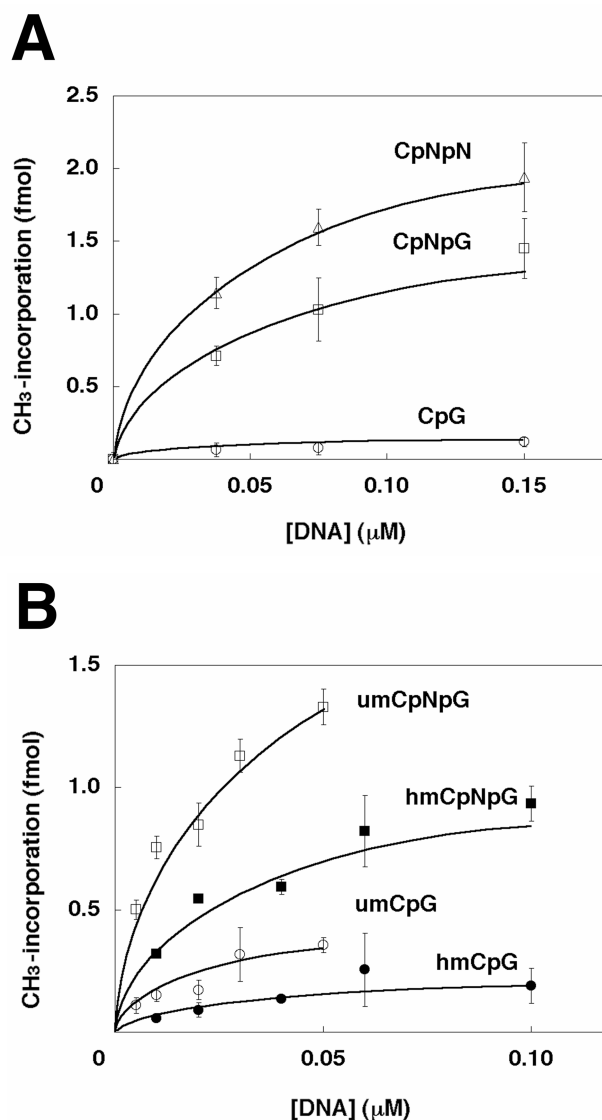 A
2.5
2.0
1.5
1.0
0.5
0
0.05
0.10
0.15
CH3-incorporation (fmol)
[DNA] (μM)
CpNpN
CpNpG
CpG
B
1.5
1.0
0.5
0
0.05
0.10
CH3-incorporation (fmol)
[DNA] (μM)
umCpNpG
hmCpNpG
umCpG
hmCpG